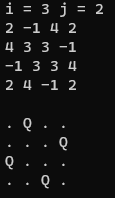 i = 3 j = 2
2 -1 4 2
4 3 3 -1
-1 3 3 4
2 4 -1 2
. Q . .
. . . Q
Q . . .
. . Q .